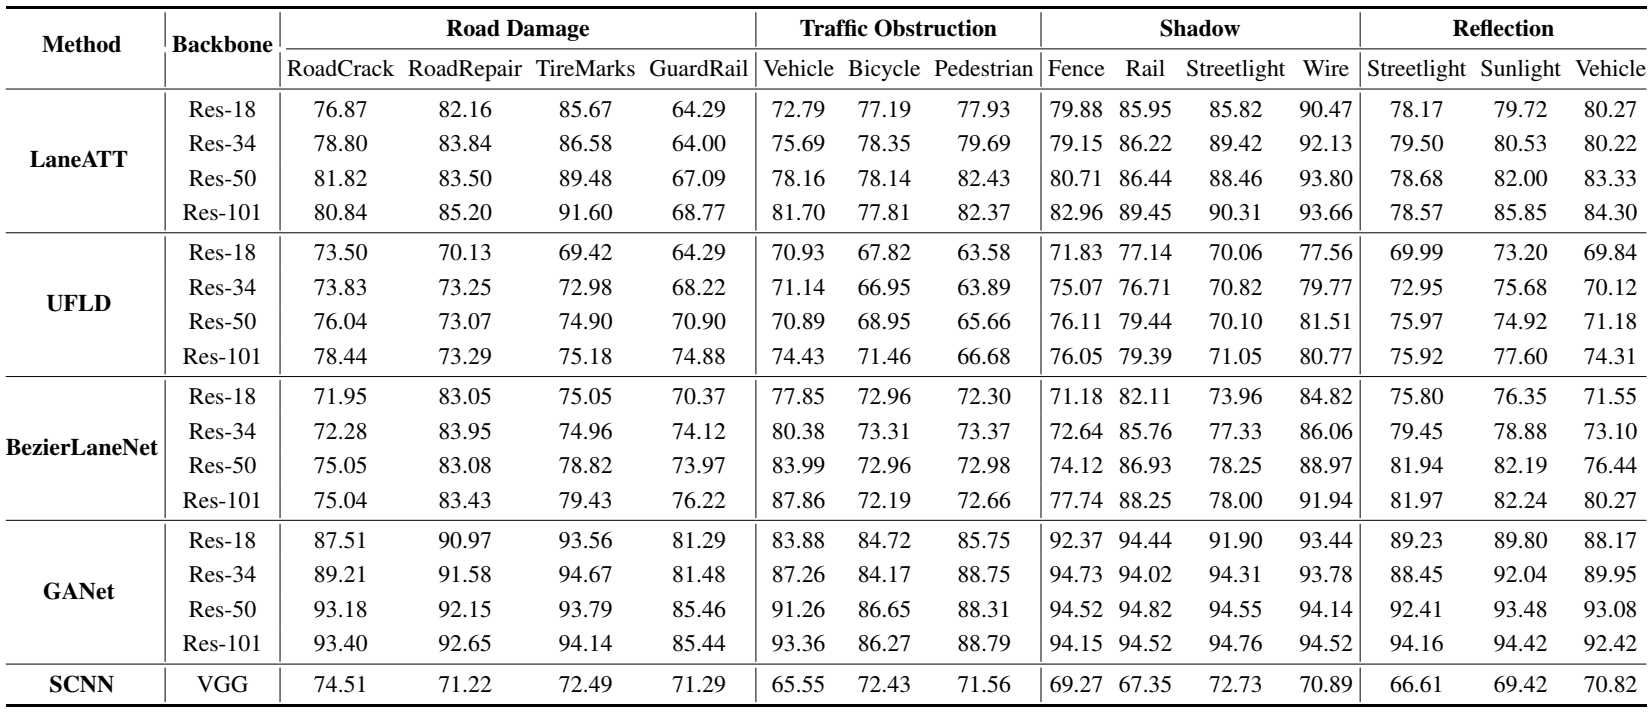 Method Backbone Road Damage Traffic Obstruction Shadow Reflection
RoadCrack RoadRepair TireMarks GuardRail Vehicle Bicycle Pedestrian Fence Rail Streetlight Wire Streetlight Sunlight Vehicle
LaneATT
Res-18 76.87 82.16 85.67 64.29 72.79 77.19 77.93 79.88 85.95 85.82 90.47 78.17 79.72 80.27
Res-34 78.80 83.84 86.58 64.00 75.69 78.35 79.69 79.15 86.22 89.42 92.13 79.50 80.53 80.22
Res-50 81.82 83.50 89.48 67.09 78.16 78.14 82.43 80.71 86.44 88.46 93.80 78.68 82.00 83.33
Res-101 80.84 85.20 91.60 68.77 81.70 77.81 82.37 82.96 89.45 90.31 93.66 78.57 85.85 84.30
UFLD
Res-18 73.50 70.13 69.42 64.29 70.93 67.82 63.58 71.83 77.14 70.06 77.56 69.99 73.20 69.84
Res-34 73.83 73.25 72.98 68.22 71.14 66.95 63.89 75.07 76.71 70.82 79.77 72.95 75.68 70.12
Res-50 76.04 73.07 74.90 70.90 70.89 68.95 65.66 76.11 79.44 70.10 81.51 75.97 74.92 71.18
Res-101 78.44 73.29 75.18 74.88 74.43 71.46 66.68 76.05 79.39 71.05 80.77 75.92 77.60 74.31
BezierLaneNet
Res-18 71.95 83.05 75.05 70.37 77.85 72.96 72.30 71.18 82.11 73.96 84.82 75.80 76.35 71.55
Res-34 72.28 83.95 74.96 74.12 80.38 73.31 73.37 72.64 85.76 77.33 86.06 79.45 78.88 73.10
Res-50 75.05 83.08 78.82 73.97 83.99 72.96 72.98 74.12 86.93 78.25 88.97 81.94 82.19 76.44
Res-101 75.04 83.43 79.43 76.22 87.86 72.19 72.66 77.74 88.25 78.00 91.94 81.97 82.24 80.27
GANet
Res-18 87.51 90.97 93.56 81.29 83.88 84.72 85.75 92.37 94.44 91.90 93.44 89.23 89.80 88.17
Res-34 89.21 91.58 94.67 81.48 87.26 84.17 88.75 94.73 94.02 94.31 93.78 88.45 92.04 89.95
Res-50 93.18 92.15 93.79 85.46 91.26 86.65 88.31 94.52 94.82 94.55 94.14 92.41 93.48 93.08
Res-101 93.40 92.65 94.14 85.44 93.36 86.27 88.79 94.15 94.52 94.76 94.52 94.16 94.42 92.42
SCNN VGG 74.51 71.22 72.49 71.29 65.55 72.43 71.56 69.27 67.35 72.73 70.89 66.61 69.42 70.82